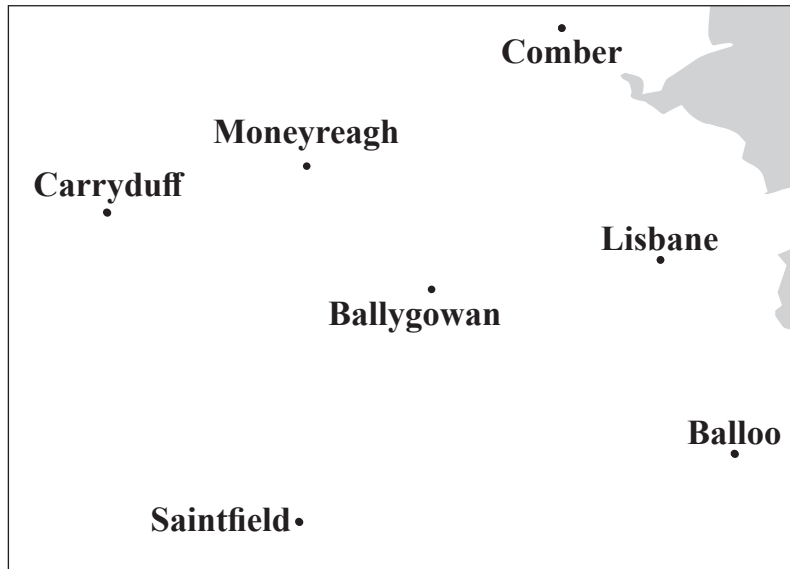 Comber
Moneyreagh
Carryduff
Lisbane
Ballygowan
Balloo
Saintfield